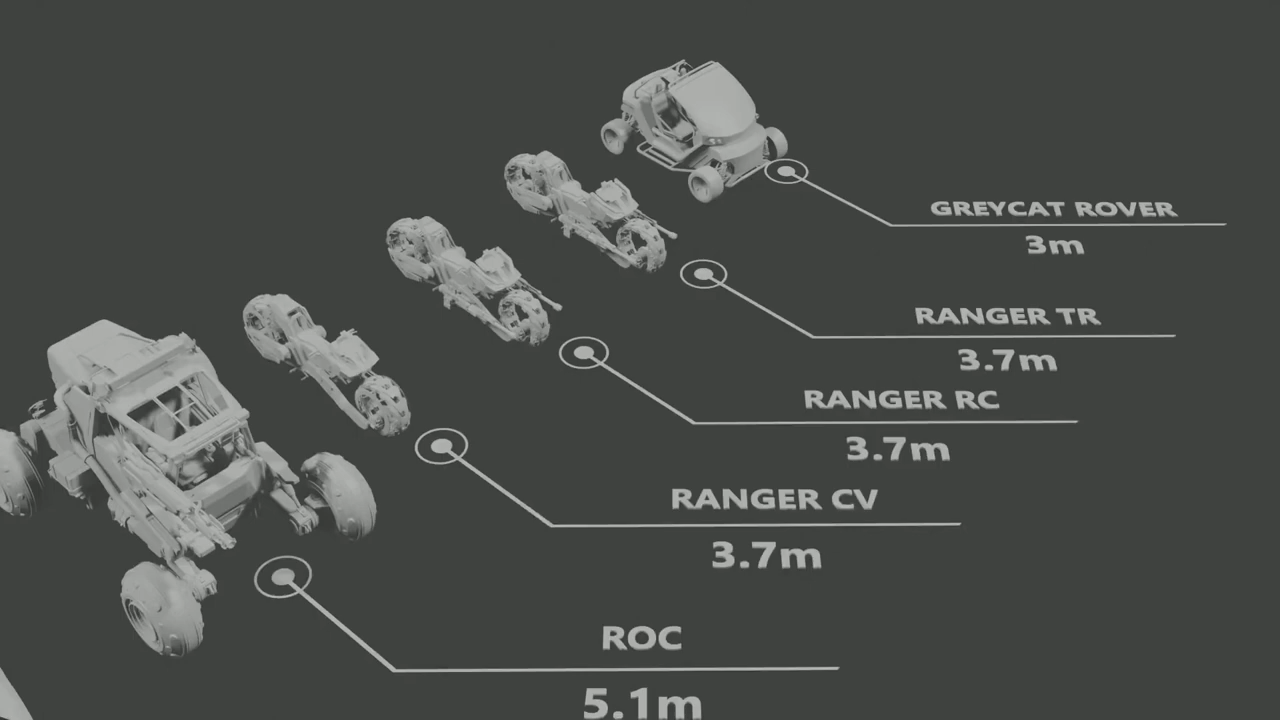 GREYCAT ROVER
3m
RANGER TR
3.7m
RANGER RC
3.7m
RANGER CV
3.7m
ROC
5.1m